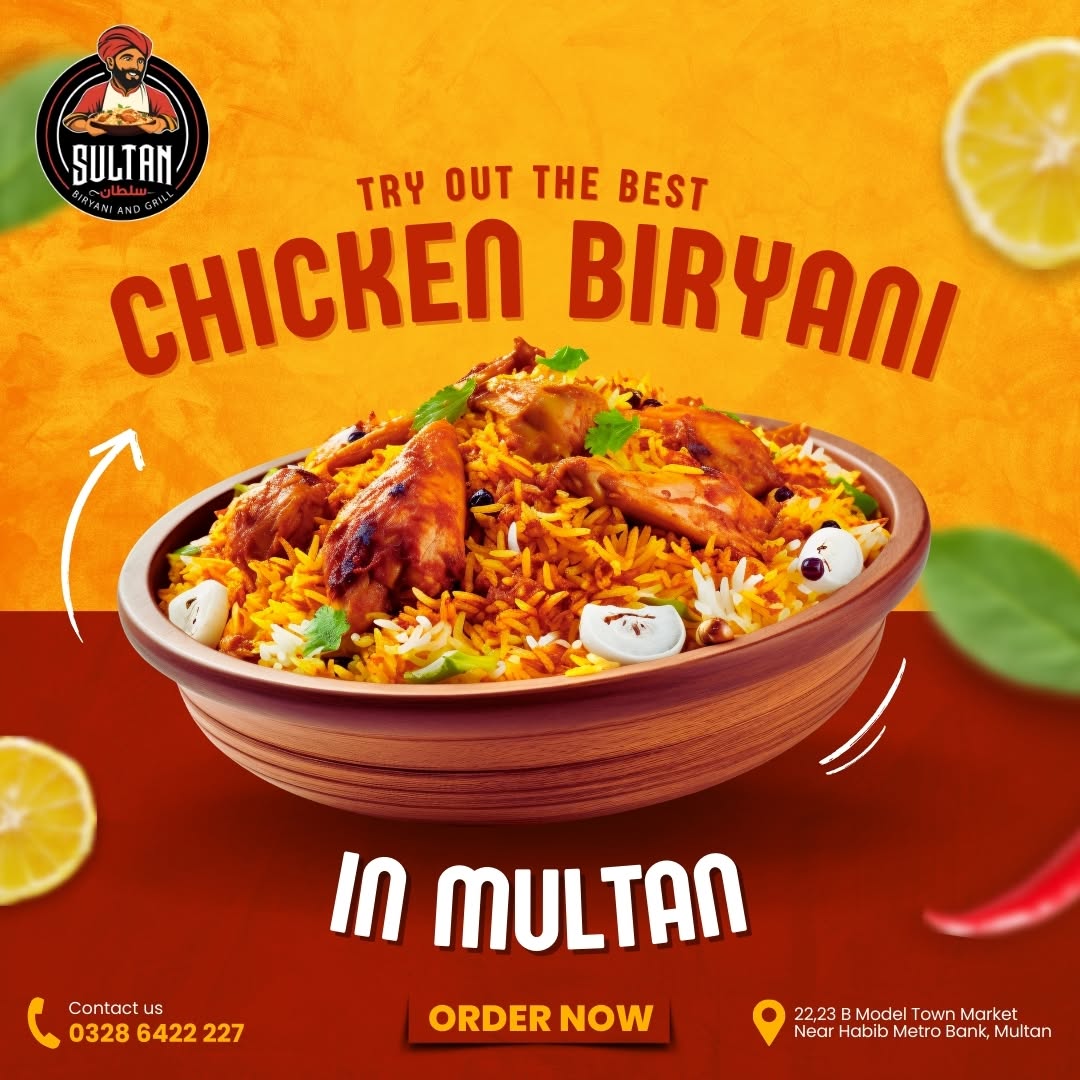 SULTAN
سلطان
BIRYANI AND GRILL
TRY OUT THE BEST
CHICKEN BIRYANI
IN MULTAN
Contact us
0328 6422 227
ORDER NOW
22,23 B Model Town Market
Near Habib Metro Bank, Multan